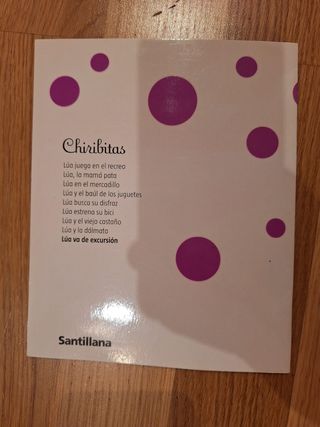 Chiribitas
Lúa juega en el recreo
Lúa, la mamá pata
Lúa en el mercadillo
Lúa y el baúl de los juguetes
Lúa busca su disfraz
Lúa estrena su bici
Lúa y el viejo castaño
Lúa y la dálmata
Lúa va de excursión
Santillana